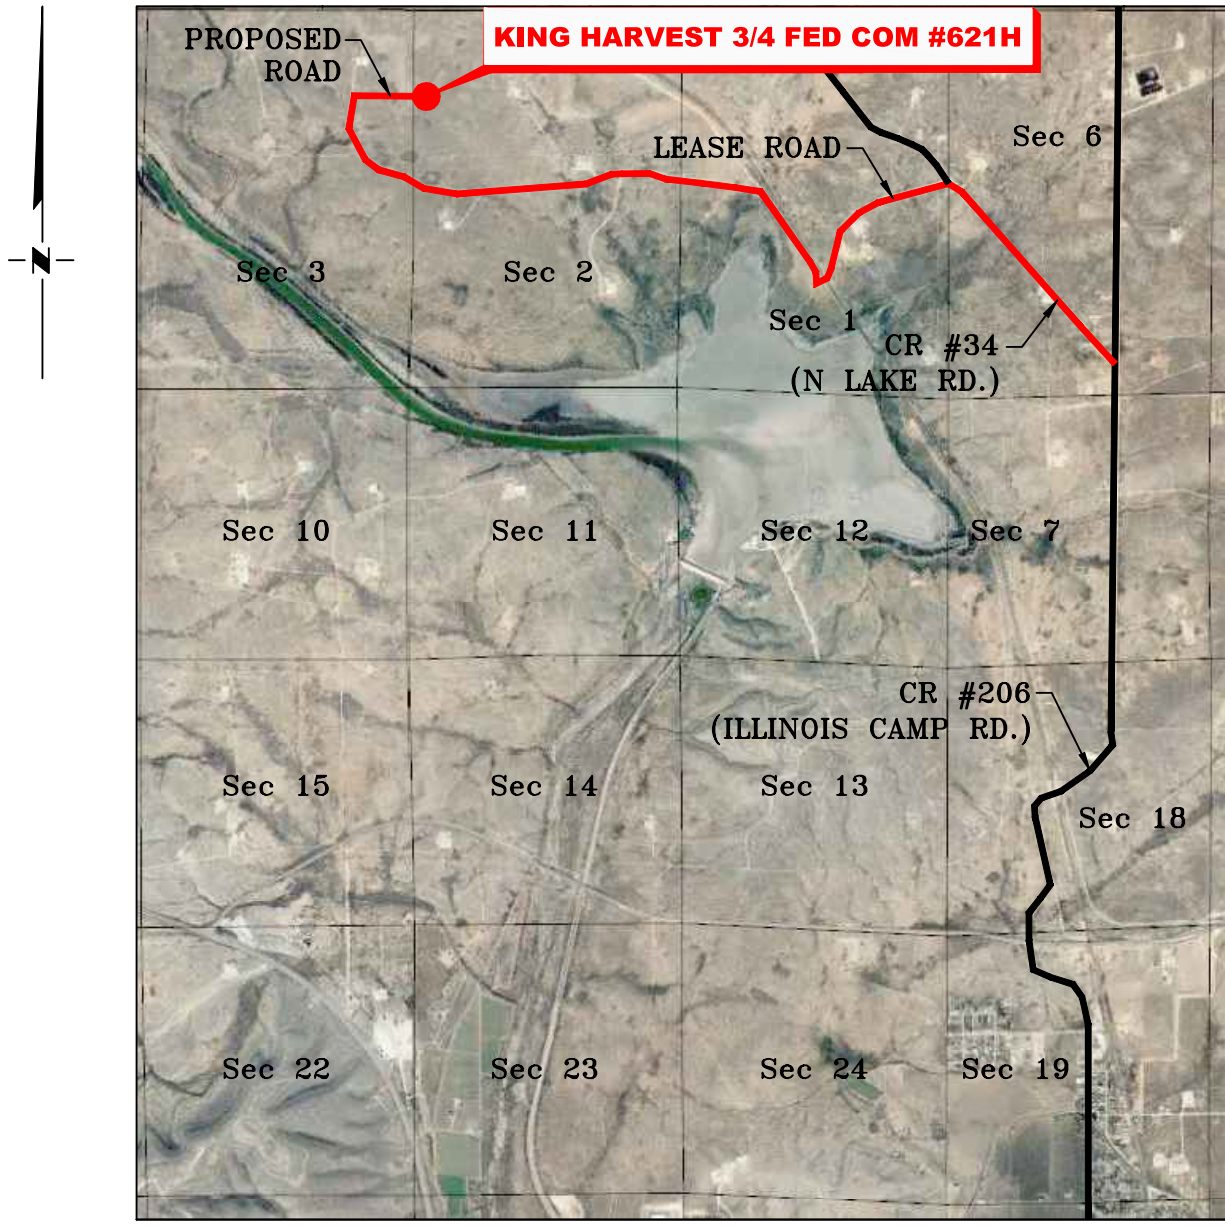 KING HARVEST 3/4 FED COM #621H
PROPOSED
ROAD
LEASE ROAD
Sec 6
N
Sec 3
Sec 2
Sec 1
CR #34
(N LAKE RD.)
Sec 10
Sec 11
Sec 12
Sec 7
CR #206
(ILLINOIS CAMP RD.)
Sec 15
Sec 14
Sec 13
Sec 18
Sec 22
Sec 23
Sec 24
Sec 19